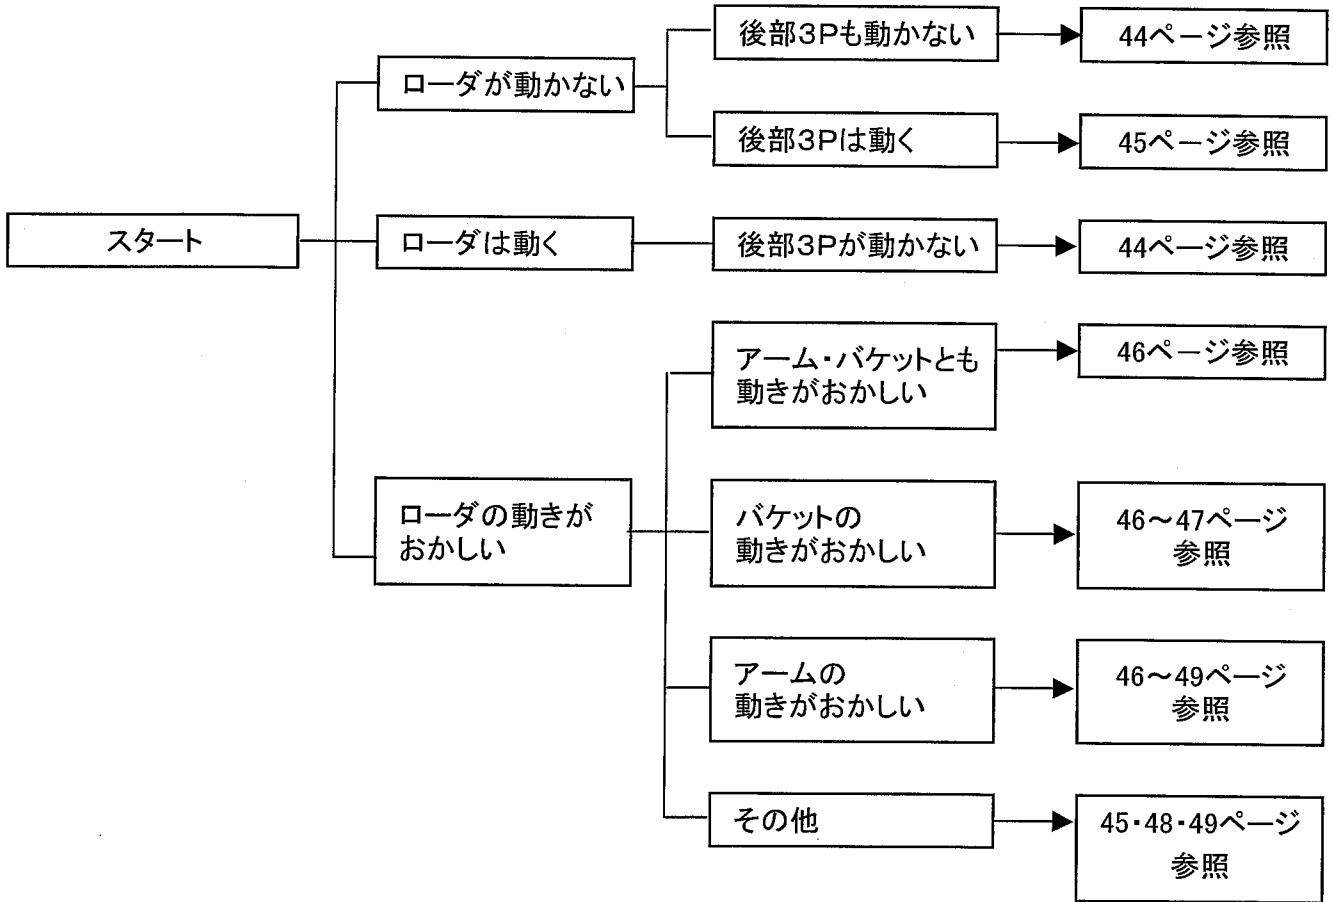 後部3Pも動かない
44ページ参照
ローダが動かない
後部3Pは動く
45ページ参照
スタート
ローダは動く
後部3Pが動かない
44ページ参照
アーム・バケットとも
動きがおかしい
46ページ参照
ローダの動きが
おかしい
バケットの
動きがおかしい
46～47ページ
参照
アームの
動きがおかしい
46～49ページ
参照
その他
45・48・49ページ
参照